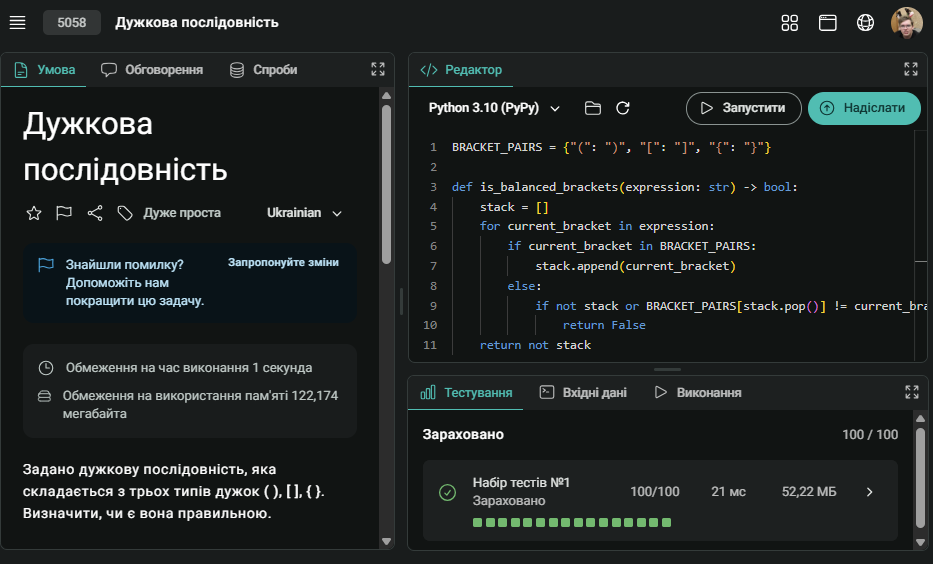 5058 Дужкова послідовність
Умова Обговорення Спроби
Дужкова
послідовність
Дуже проста Ukrainian
Знайшли помилку? Запропонуйте зміни
Допоможіть нам
покращити цю задачу.
Обмеження на час виконання 1 секунда
Обмеження на використання пам'яті 122,174
мегабайта
Задано дужкову послідовність, яка
складається з трьох типів дужок ( ), [ ], { }.
Визначити, чи є вона правильною.
</> Редактор
Python 3.10 (PyPy) Запустити Надіслати
1 BRACKET_PAIRS = {"(": ")", "[": "]", "{": "}"}
2
3 def is_balanced_brackets(expression: str) -> bool:
4 stack = []
5 for current_bracket in expression:
6 if current_bracket in BRACKET_PAIRS:
7 stack.append(current_bracket)
8 else:
9 if not stack or BRACKET_PAIRS[stack.pop()] != current_bra
10 return False
11 return not stack
Тестування Вхідні дані Виконання
Зараховано 100 / 100
Набір тестів №1
Зараховано
100/100 21 мс 52,22 МБ